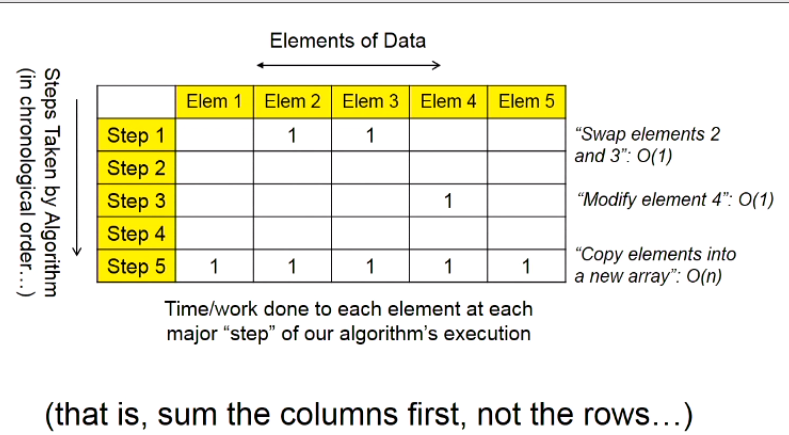 Elements of Data
Steps Taken by Algorithm
(in chronological order…)
Elem 1 Elem 2 Elem 3 Elem 4 Elem 5
Step 1 1 1
“Swap elements 2
and 3”: O(1)
Step 2
Step 3 1
“Modify element 4”: O(1)
Step 4
Step 5 1 1 1 1 1
“Copy elements into
a new array”: O(n)
Time/work done to each element at each
major “step” of our algorithm’s execution
(that is, sum the columns first, not the rows…)